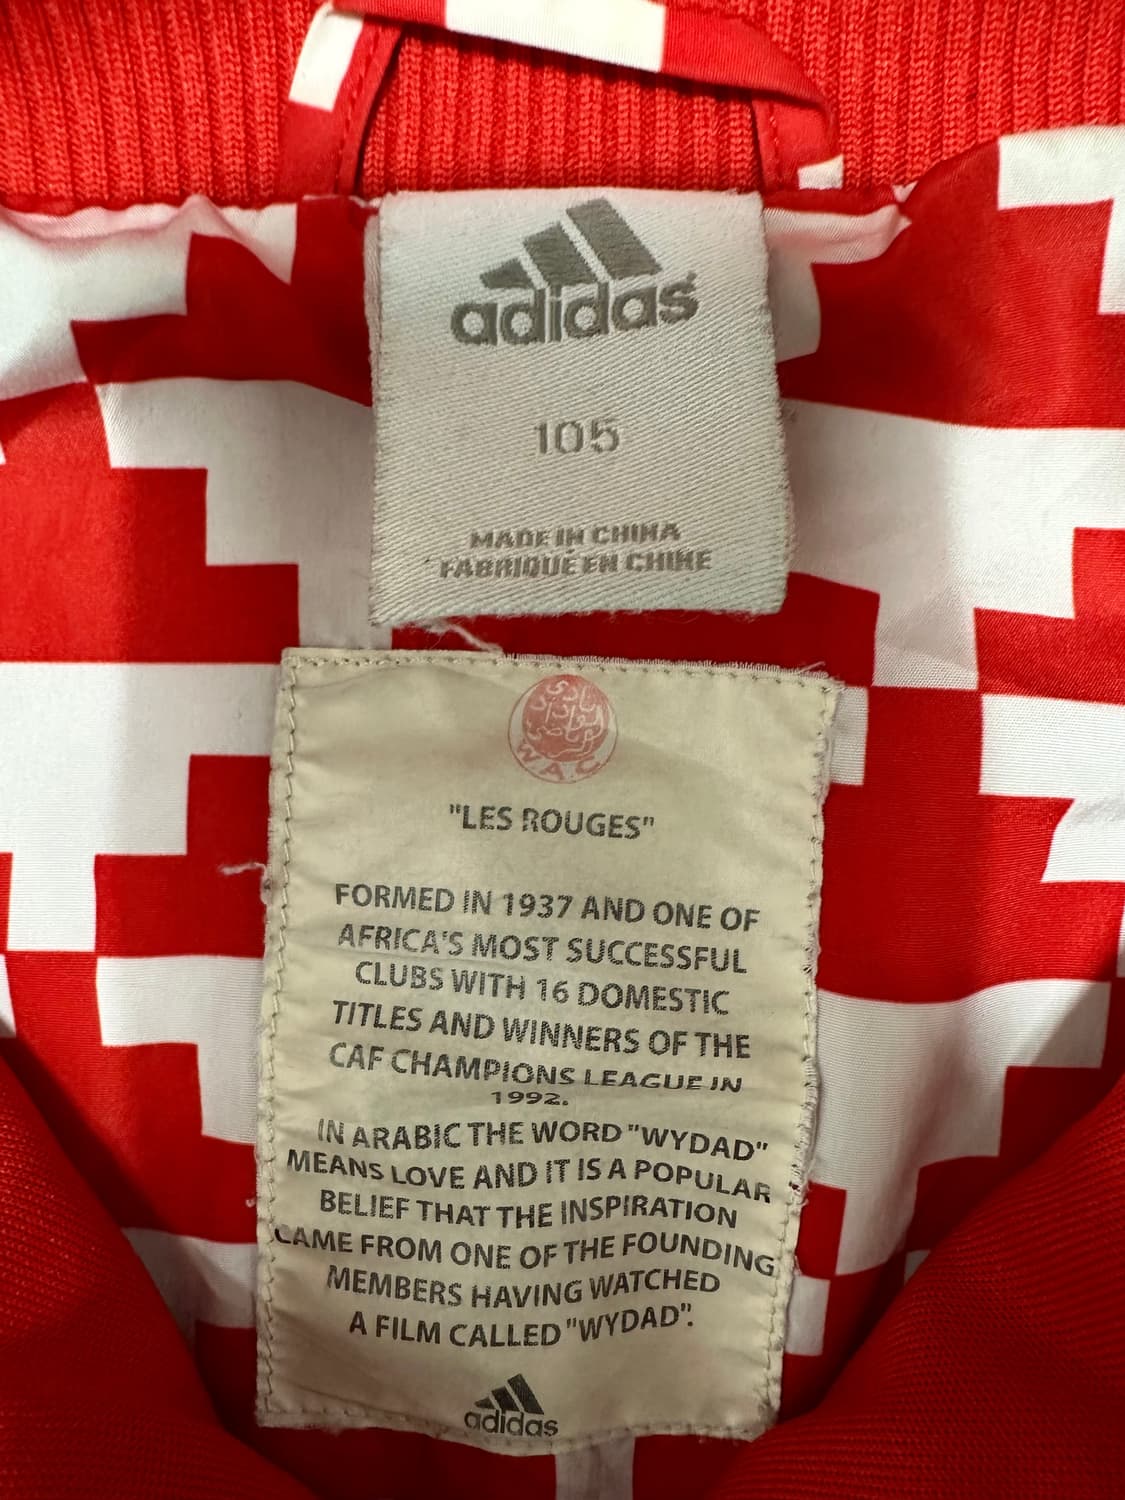 adidas
105
MADE IN CHINA
FABRIQUÉ EN CHINE
نادي
الوداد
الرياضي
W.A.C
"LES ROUGES"
FORMED IN 1937 AND ONE OF
AFRICA'S MOST SUCCESSFUL
CLUBS WITH 16 DOMESTIC
TITLES AND WINNERS OF THE
CAF CHAMPIONS LEAGUE IN
1992.
IN ARABIC THE WORD "WYDAD"
MEANS LOVE AND IT IS A POPULAR
BELIEF THAT THE INSPIRATION
CAME FROM ONE OF THE FOUNDING
MEMBERS HAVING WATCHED
A FILM CALLED "WYDAD".
adidas